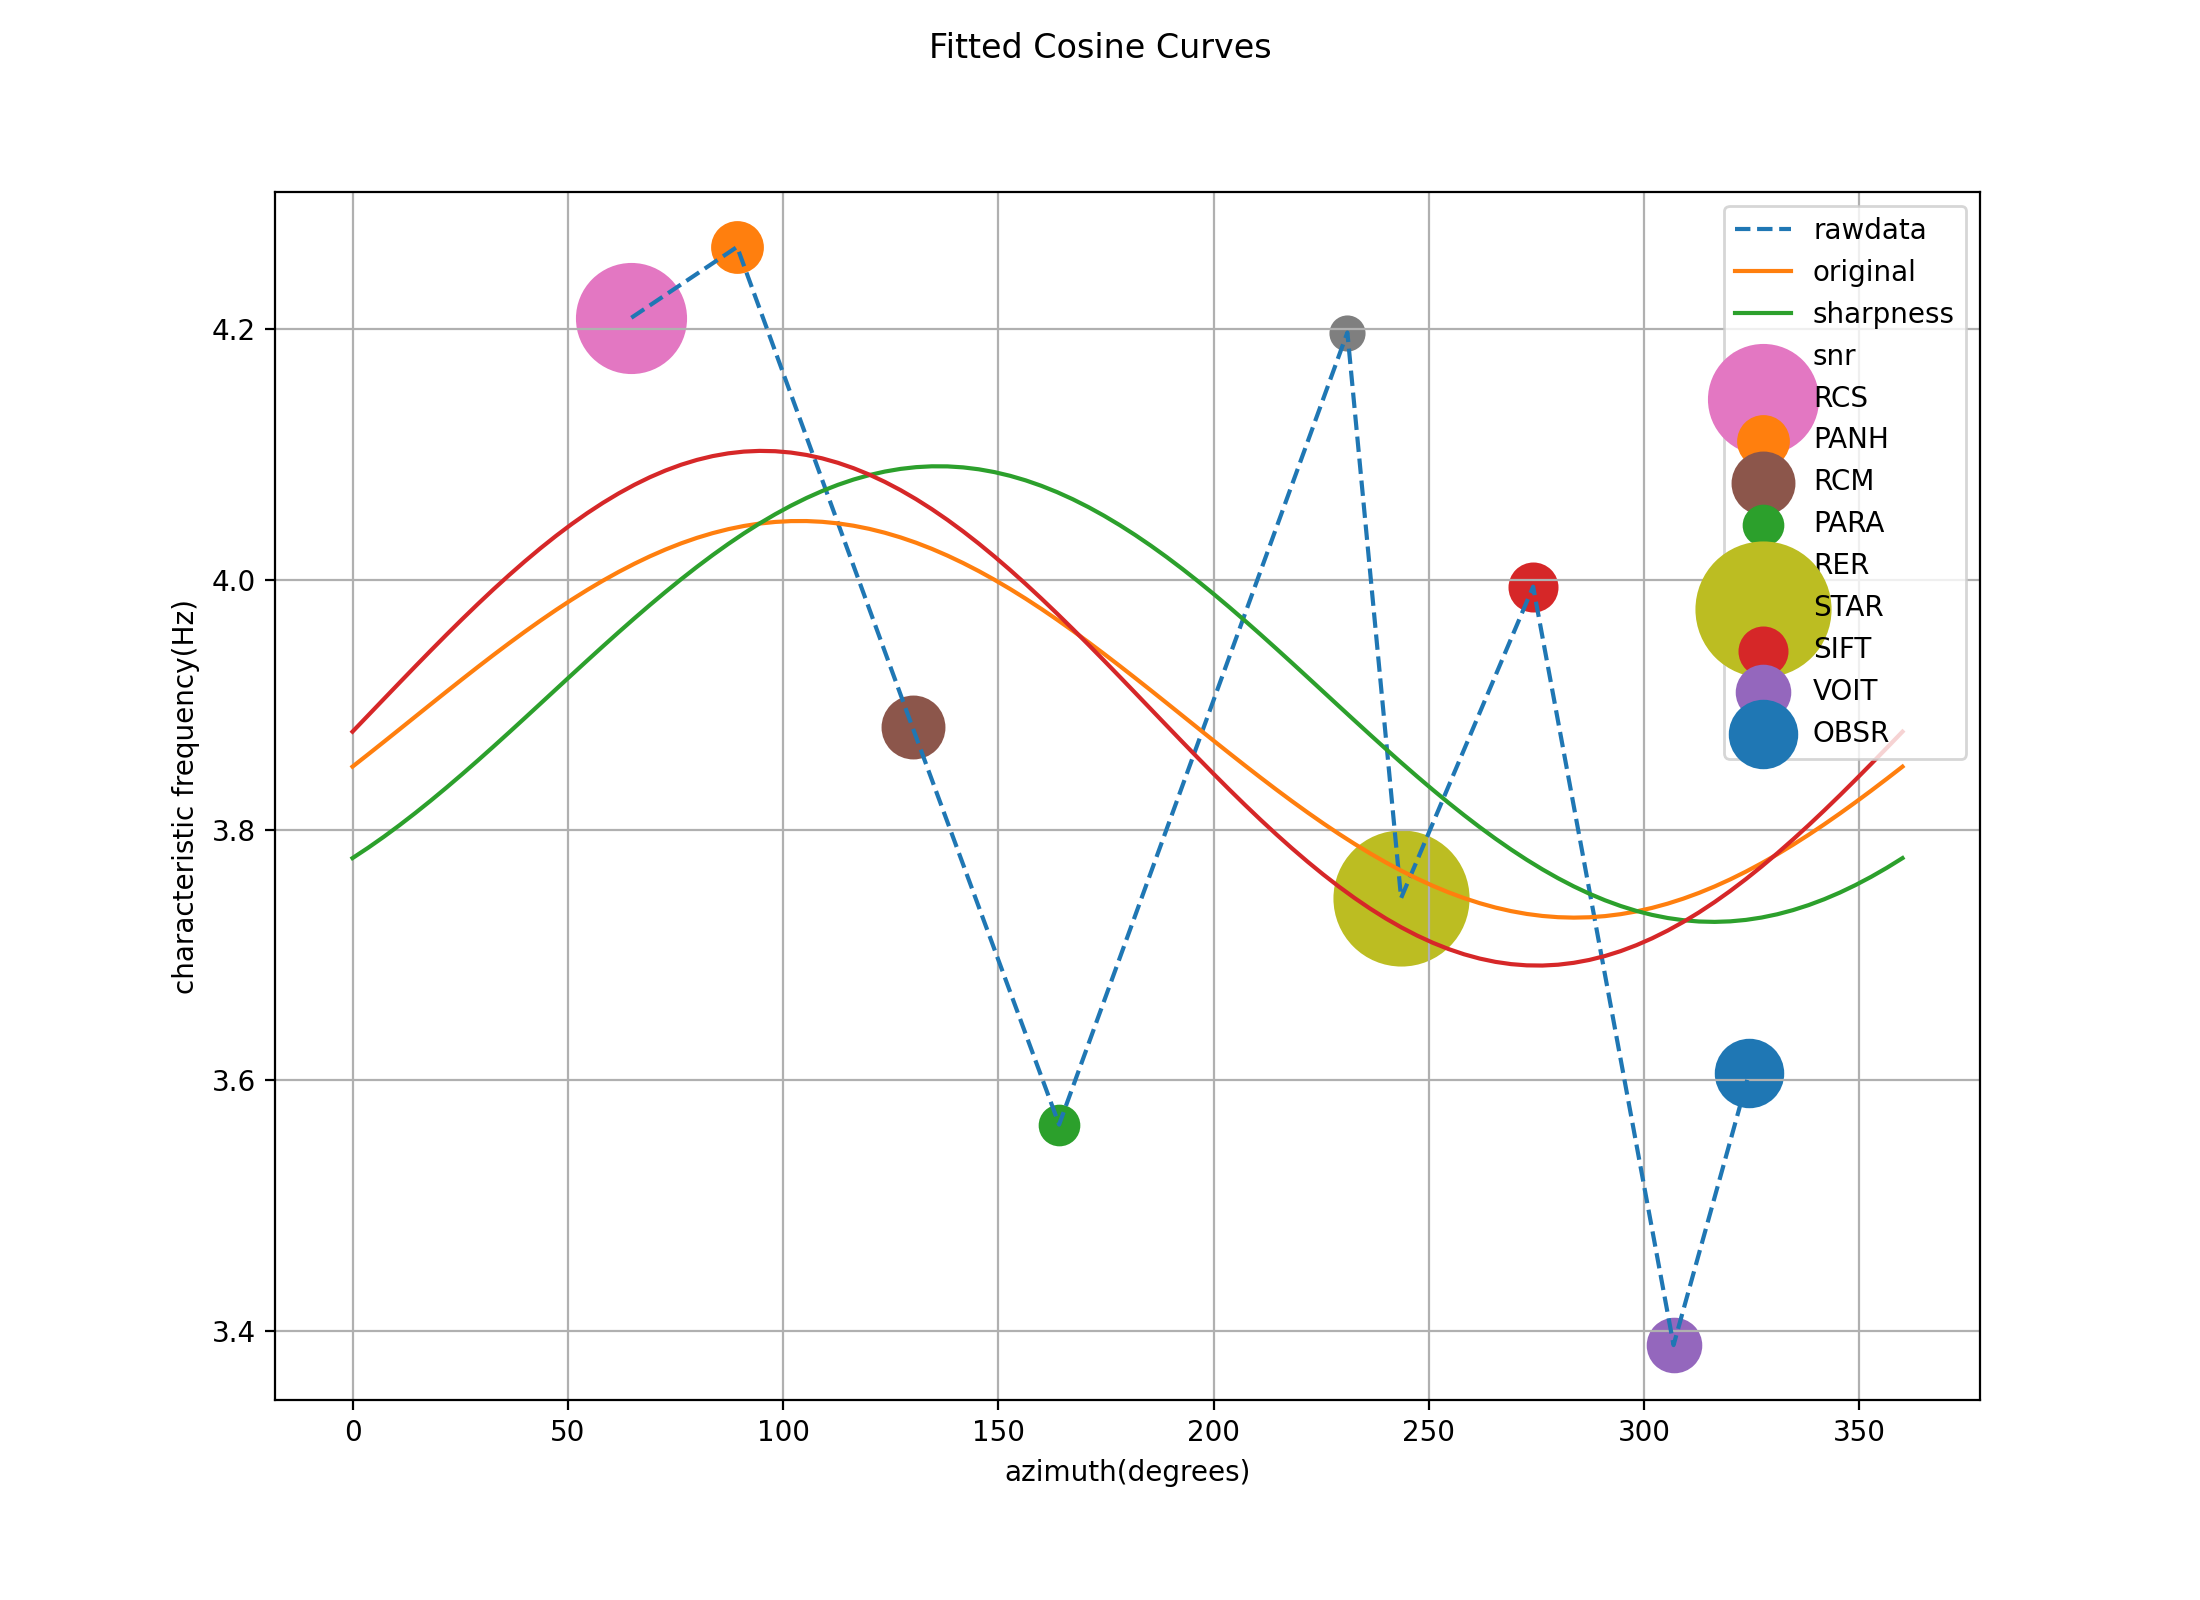 Fitted Cosine Curves
rawdata
original
sharpness
snr
RCS
PANH
RCM
PARA
RER
STAR
SIFT
VOIT
OBSR
4.2
4.0
3.8
3.6
3.4
characteristic frequency(Hz)
0 50 100 150 200 250 300 350
azimuth(degrees)